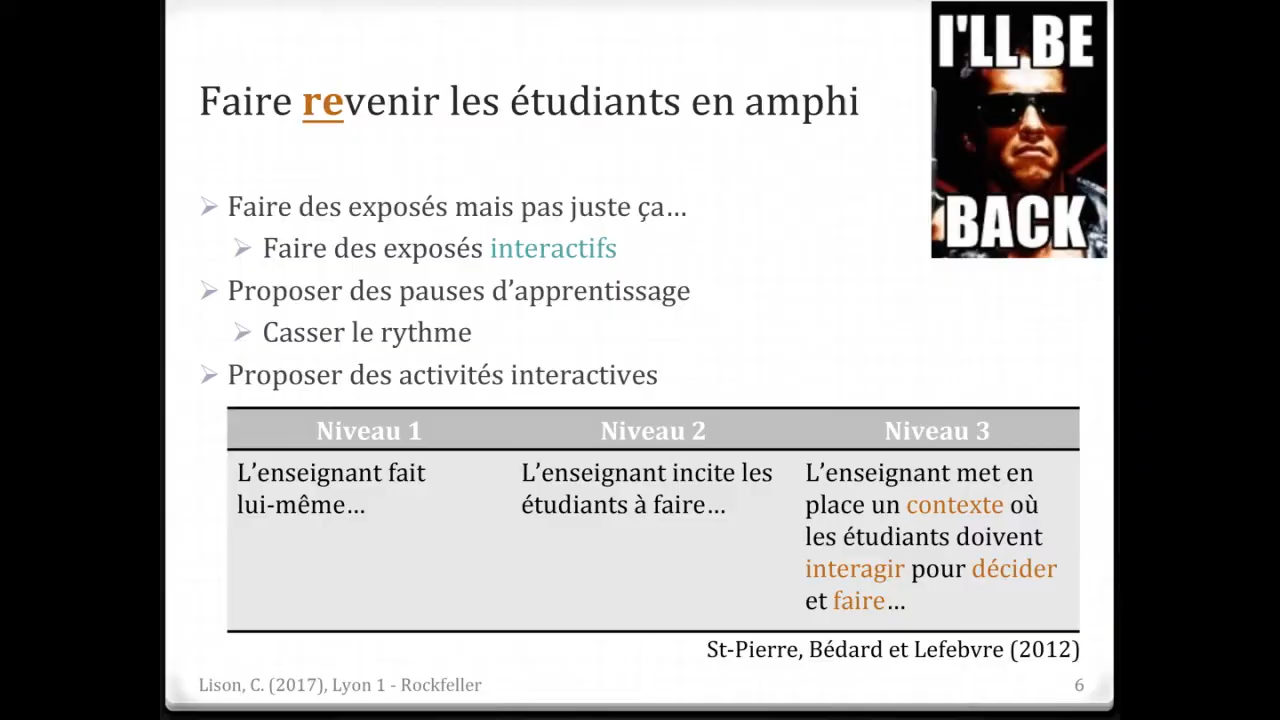 I'LL BE
BACK
Faire revenir les étudiants en amphi
Faire des exposés mais pas juste ça…
Faire des exposés interactifs
Proposer des pauses d’apprentissage
Casser le rythme
Proposer des activités interactives
Niveau 1 Niveau 2 Niveau 3
L’enseignant fait
lui-même…
L’enseignant incite les
étudiants à faire…
L’enseignant met en
place un contexte où
les étudiants doivent
interagir pour décider
et faire…
St-Pierre, Bédard et Lefebvre (2012)
Lison, C. (2017), Lyon 1 - Rockfeller 6